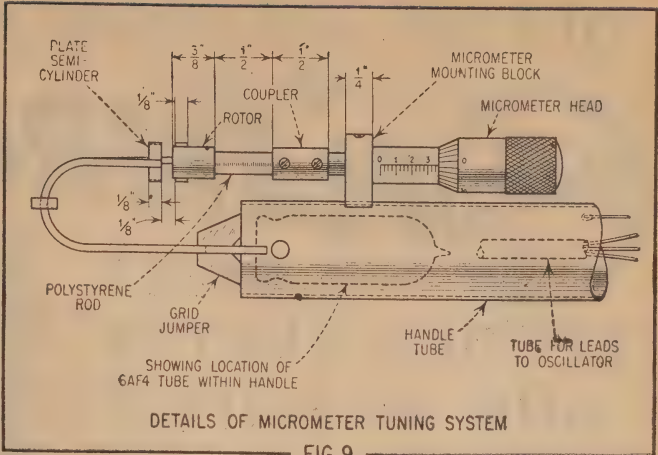 PLATE
SEMI-
CYLINDER
3/8"
1/2"
1/2"
1/4"
MICROMETER
MOUNTING BLOCK
MICROMETER HEAD
COUPLER
ROTOR
1/8"
0 1 2 3
0
1/8"
1/8"
POLYSTYRENE
ROD
GRID
JUMPER
HANDLE
TUBE
TUBE FOR LEADS
TO OSCILLATOR
SHOWING LOCATION OF
6AF4 TUBE WITHIN HANDLE
DETAILS OF MICROMETER TUNING SYSTEM
FIG 9